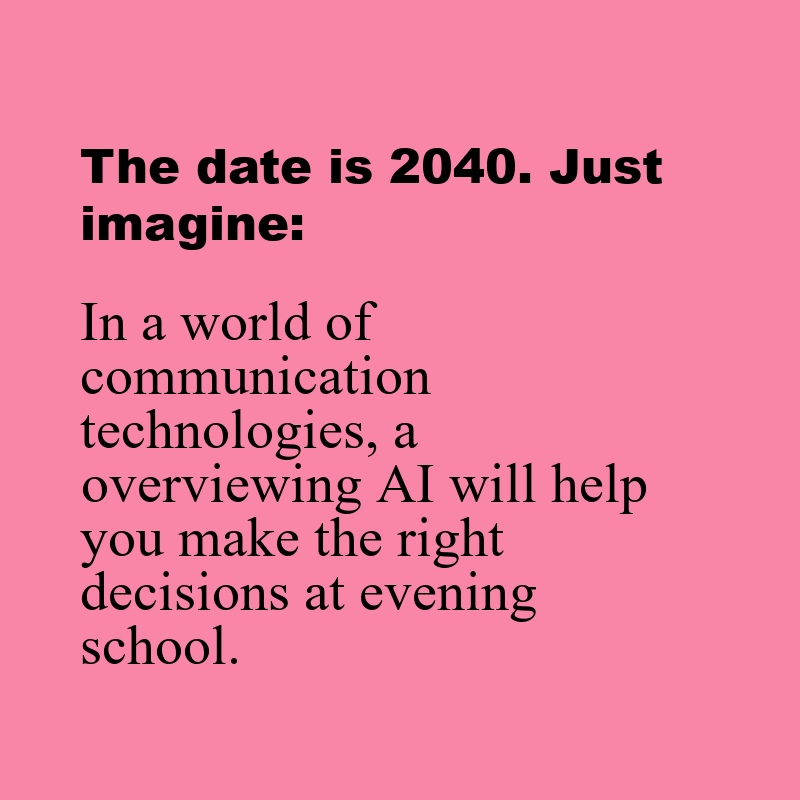 The date is 2040. Just
imagine:
In a world of
communication
technologies, a
overviewing AI will help
you make the right
decisions at evening
school.